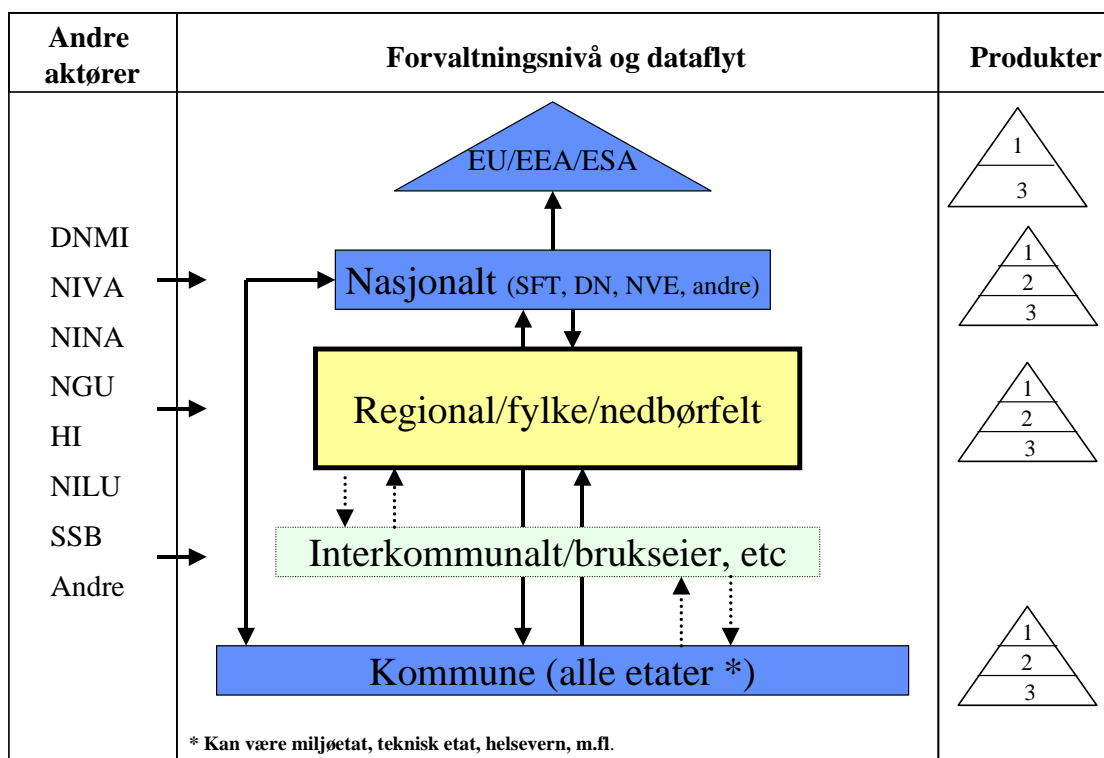 Andre
aktører
Forvaltningsnivå og dataflyt
Produkter
DNMI
NIVA
NINA
NGU
HI
NILU
SSB
Andre
EU/EEA/ESA
Nasjonalt (SFT, DN, NVE, andre)
Regional/fylke/nedbørfelt
Interkommunalt/brukseier, etc
Kommune (alle etater *)
* Kan være miljøetat, teknisk etat, helsevern, m.fl.
1
3
1
2
3
1
2
3
1
2
3